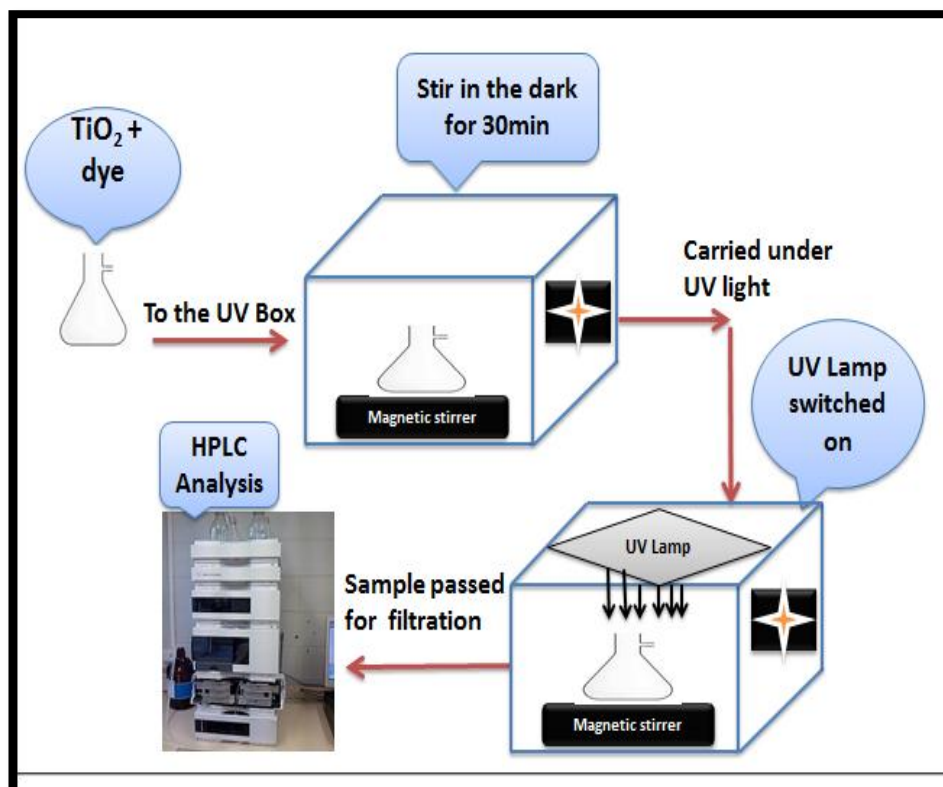 TiO₂ +
dye
Stir in the dark
for 30min
To the UV Box
Magnetic stirrer
Carried under
UV light
UV Lamp
switched
on
UV Lamp
Magnetic stirrer
Sample passed
for filtration
HPLC
Analysis